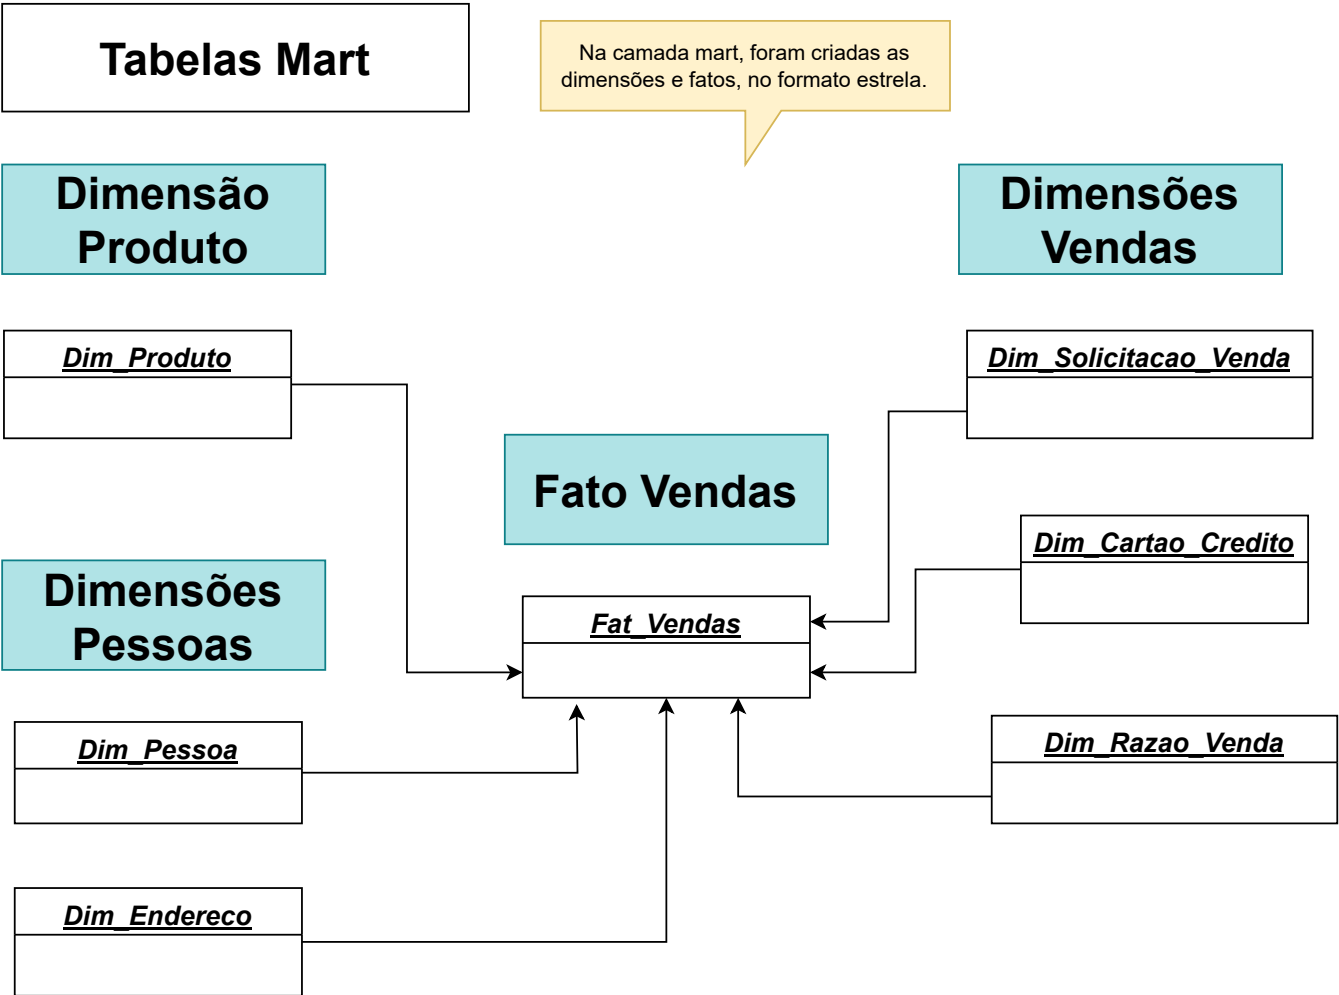 Tabelas Mart
Na camada mart, foram criadas as
dimensões e fatos, no formato estrela.
Dimensão
Produto
Dimensões
Vendas
Dim_Produto
Dim_Solicitacao_Venda
Fato Vendas
Dim_Cartao_Credito
Dimensões
Pessoas
Fat_Vendas
Dim_Pessoa
Dim_Razao_Venda
Dim_Endereco